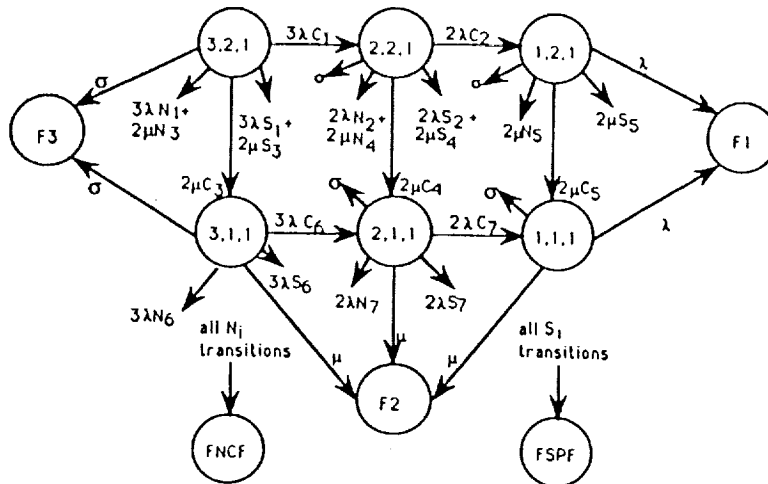 3,2,1
3λC1
2,2,1
2λC2
1,2,1
σ
σ
σ
λ
3λN1+
2μN3
3λS1+
2μS3
2λN2+
2μN4
2λS2+
2μS4
2μN5
2μS5
F3
F1
2μC3
2μC4
2μC5
σ
σ
σ
λ
3,1,1
3λC6
2,1,1
2λC7
1,1,1
3λS6
3λN6
2λN7
2λS7
all Ni
transitions
μ
μ
μ
all Si
transitions
F2
FNCF
FSPF